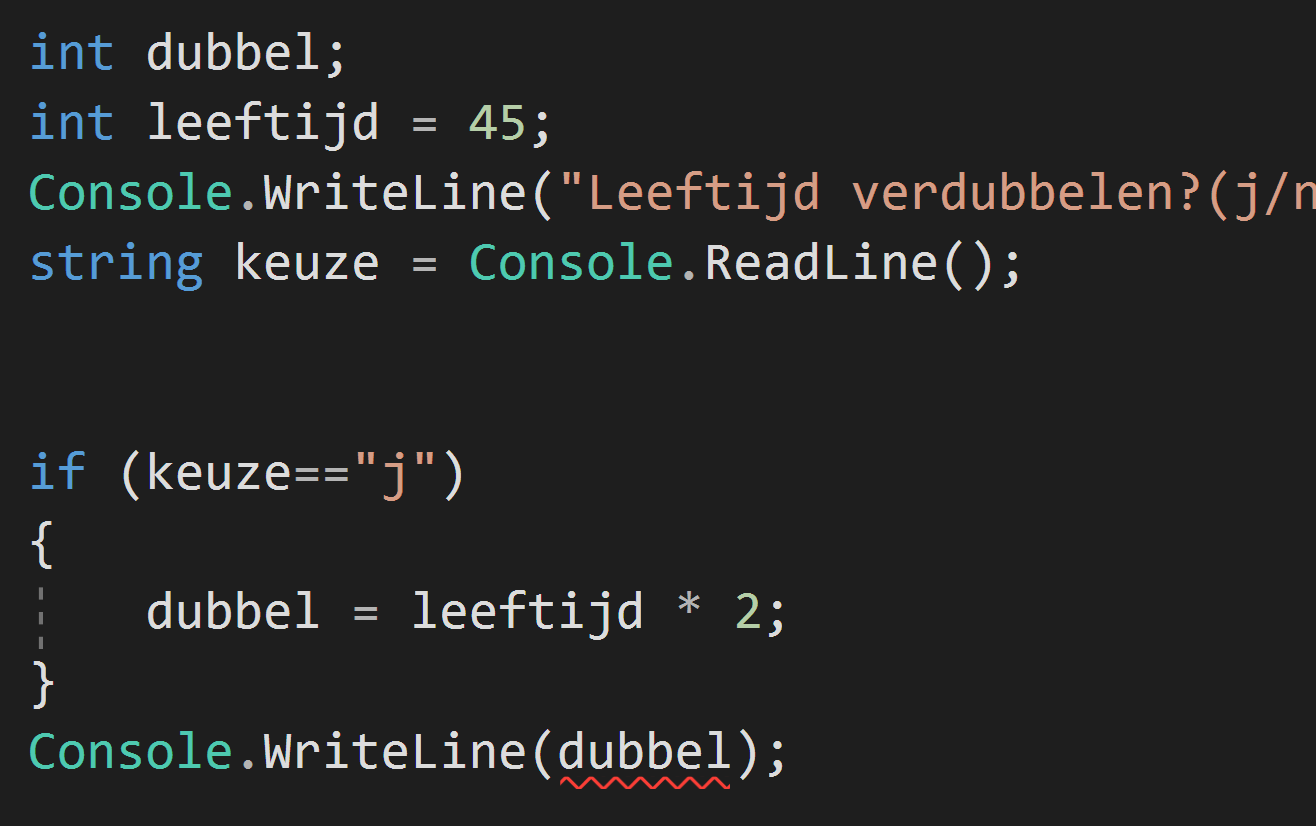 int dubbel;
int leeftijd = 45;
Console.WriteLine("Leeftijd verdubbelen?(j/n
string keuze = Console.ReadLine();
if (keuze=="j")
{
dubbel = leeftijd * 2;
}
Console.WriteLine(dubbel);